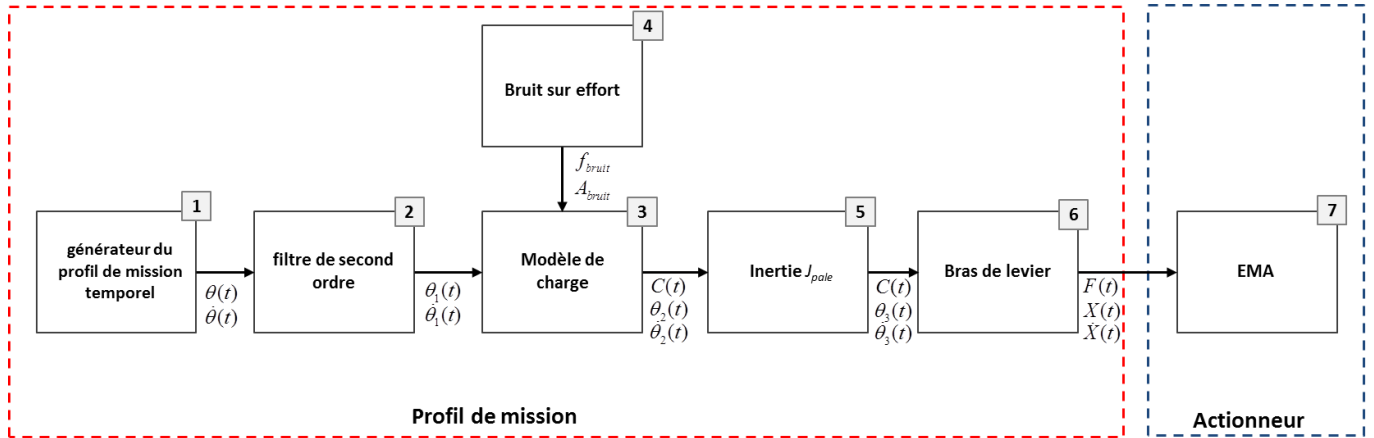 4
Bruit sur effort
f_bruit
A_bruit
1
générateur du
profil de mission
temporel
θ(t)
θ̇(t)
2
filtre de second
ordre
θ₁(t)
θ̇₁(t)
3
Modèle de
charge
C(t)
θ₂(t)
θ̇₂(t)
5
Inertie J_pale
C(t)
θ₃(t)
θ̇₃(t)
6
Bras de levier
F(t)
X(t)
Ẋ(t)
7
EMA
Profil de mission
Actionneur